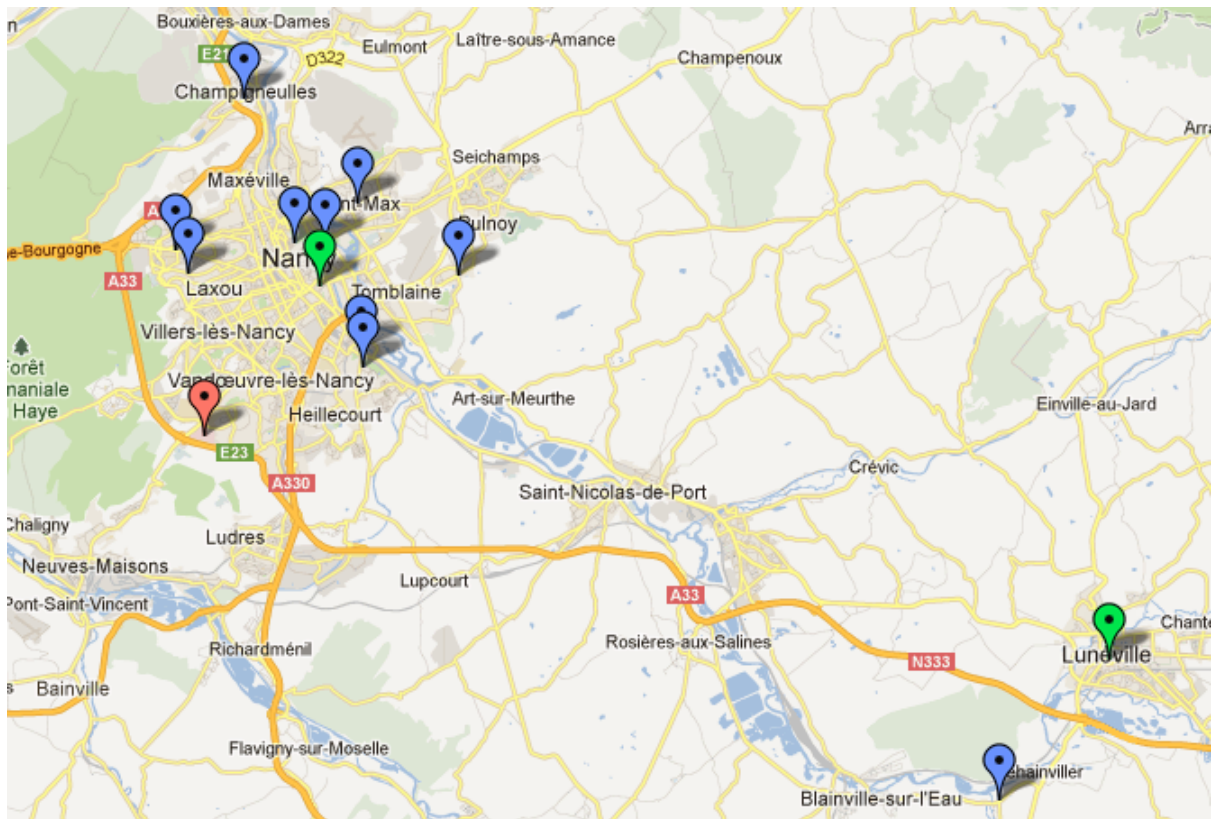 Bouxières-aux-Dames
Eulmont
Laître-sous-Amance
E21
D322
Champenoux
Champigneulles
Seichamps
Maxéville
Pulnoy
Nancy
e-Bourgogne
A33
Laxou
Tomblaine
Villers-lès-Nancy
Forêt
maniale
Haye
Vandœuvre-lès-Nancy
Heillecourt
Art-sur-Meurthe
Einville-au-Jard
E23
A330
Crévic
Saint-Nicolas-de-Port
Chaligny
Ludres
Neuves-Maisons
Lupcourt
A33
Pont-Saint-Vincent
Rosières-aux-Salines
Richardménil
N333
Lunéville
Bainville
Flavigny-sur-Moselle
Blainville-sur-l'Eau